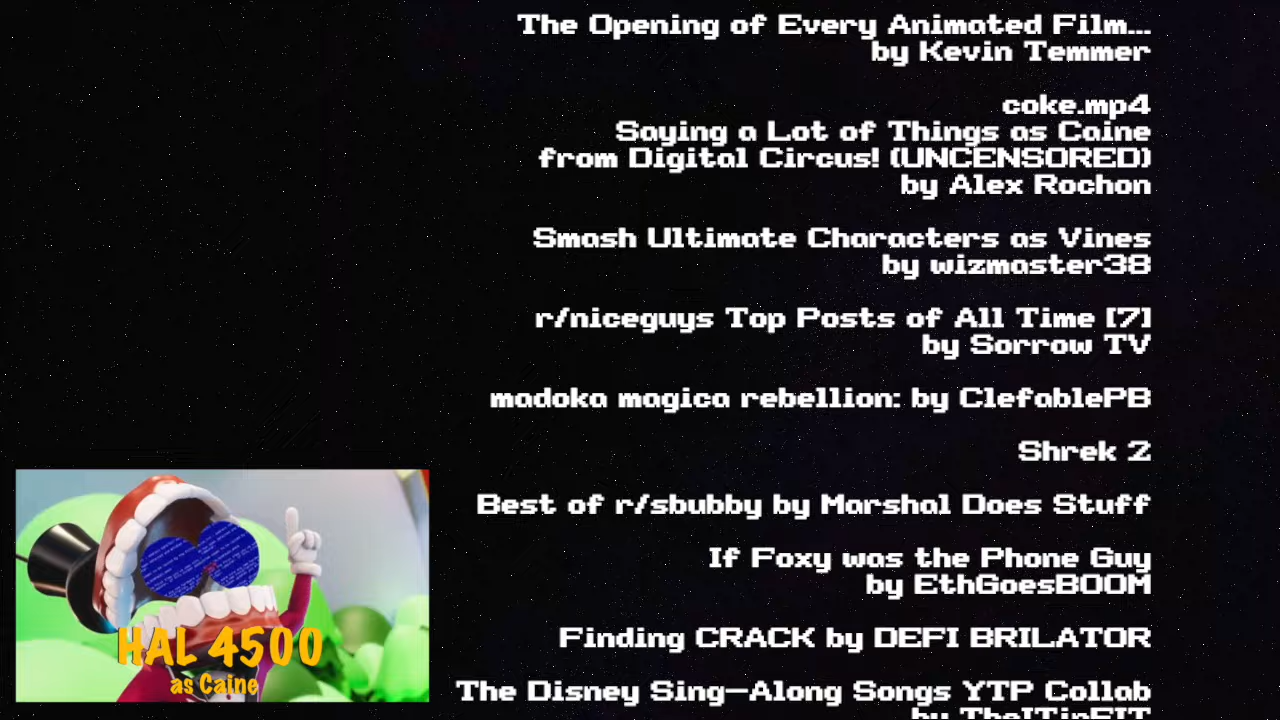 The Opening of Every Animated Film...
by Kevin Temmer
coke.mp4
Saying a Lot of Things as Caine
from Digital Circus! (UNCENSORED)
by Alex Rochon
Smash Ultimate Characters as Vines
by wizmaster38
r/niceguys Top Posts of All Time [7]
by Sorrow TV
madoka magica rebellion: by ClefablePB
Shrek 2
Best of r/sbubby by Marshal Does Stuff
If Foxy was the Phone Guy
by EthGoesBOOM
Finding CRACK by DEFI BRILATOR
The Disney Sing-Along Songs YTP Collab
by
HAL 4500
as Caine